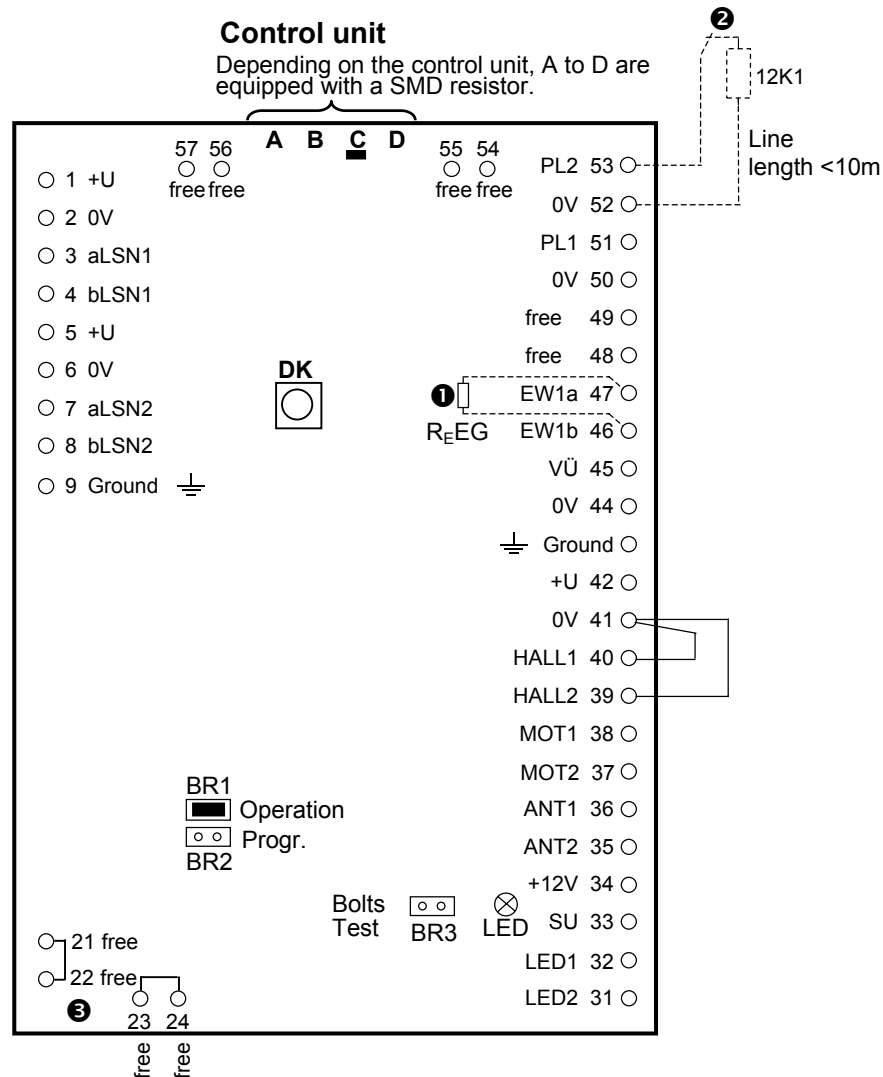 ❷
Control unit
Depending on the control unit, A to D are
equipped with a SMD resistor.
12K1
Line
length <10m
57 56 A B C D 55 54
free free free free
1 +U
2 0V
3 aLSN1
4 bLSN1
5 +U
6 0V
7 aLSN2
8 bLSN2
9 Ground
DK
❶
REEG
PL2 53
0V 52
PL1 51
0V 50
free 49
free 48
EW1a 47
EW1b 46
VÜ 45
0V 44
Ground
+U 42
0V 41
HALL1 40
HALL2 39
MOT1 38
MOT2 37
ANT1 36
ANT2 35
+12V 34
SU 33
LED1 32
LED2 31
BR1
Operation
Progr.
BR2
Bolts
Test
BR3
LED
21 free
22 free
❸
23 24
free free